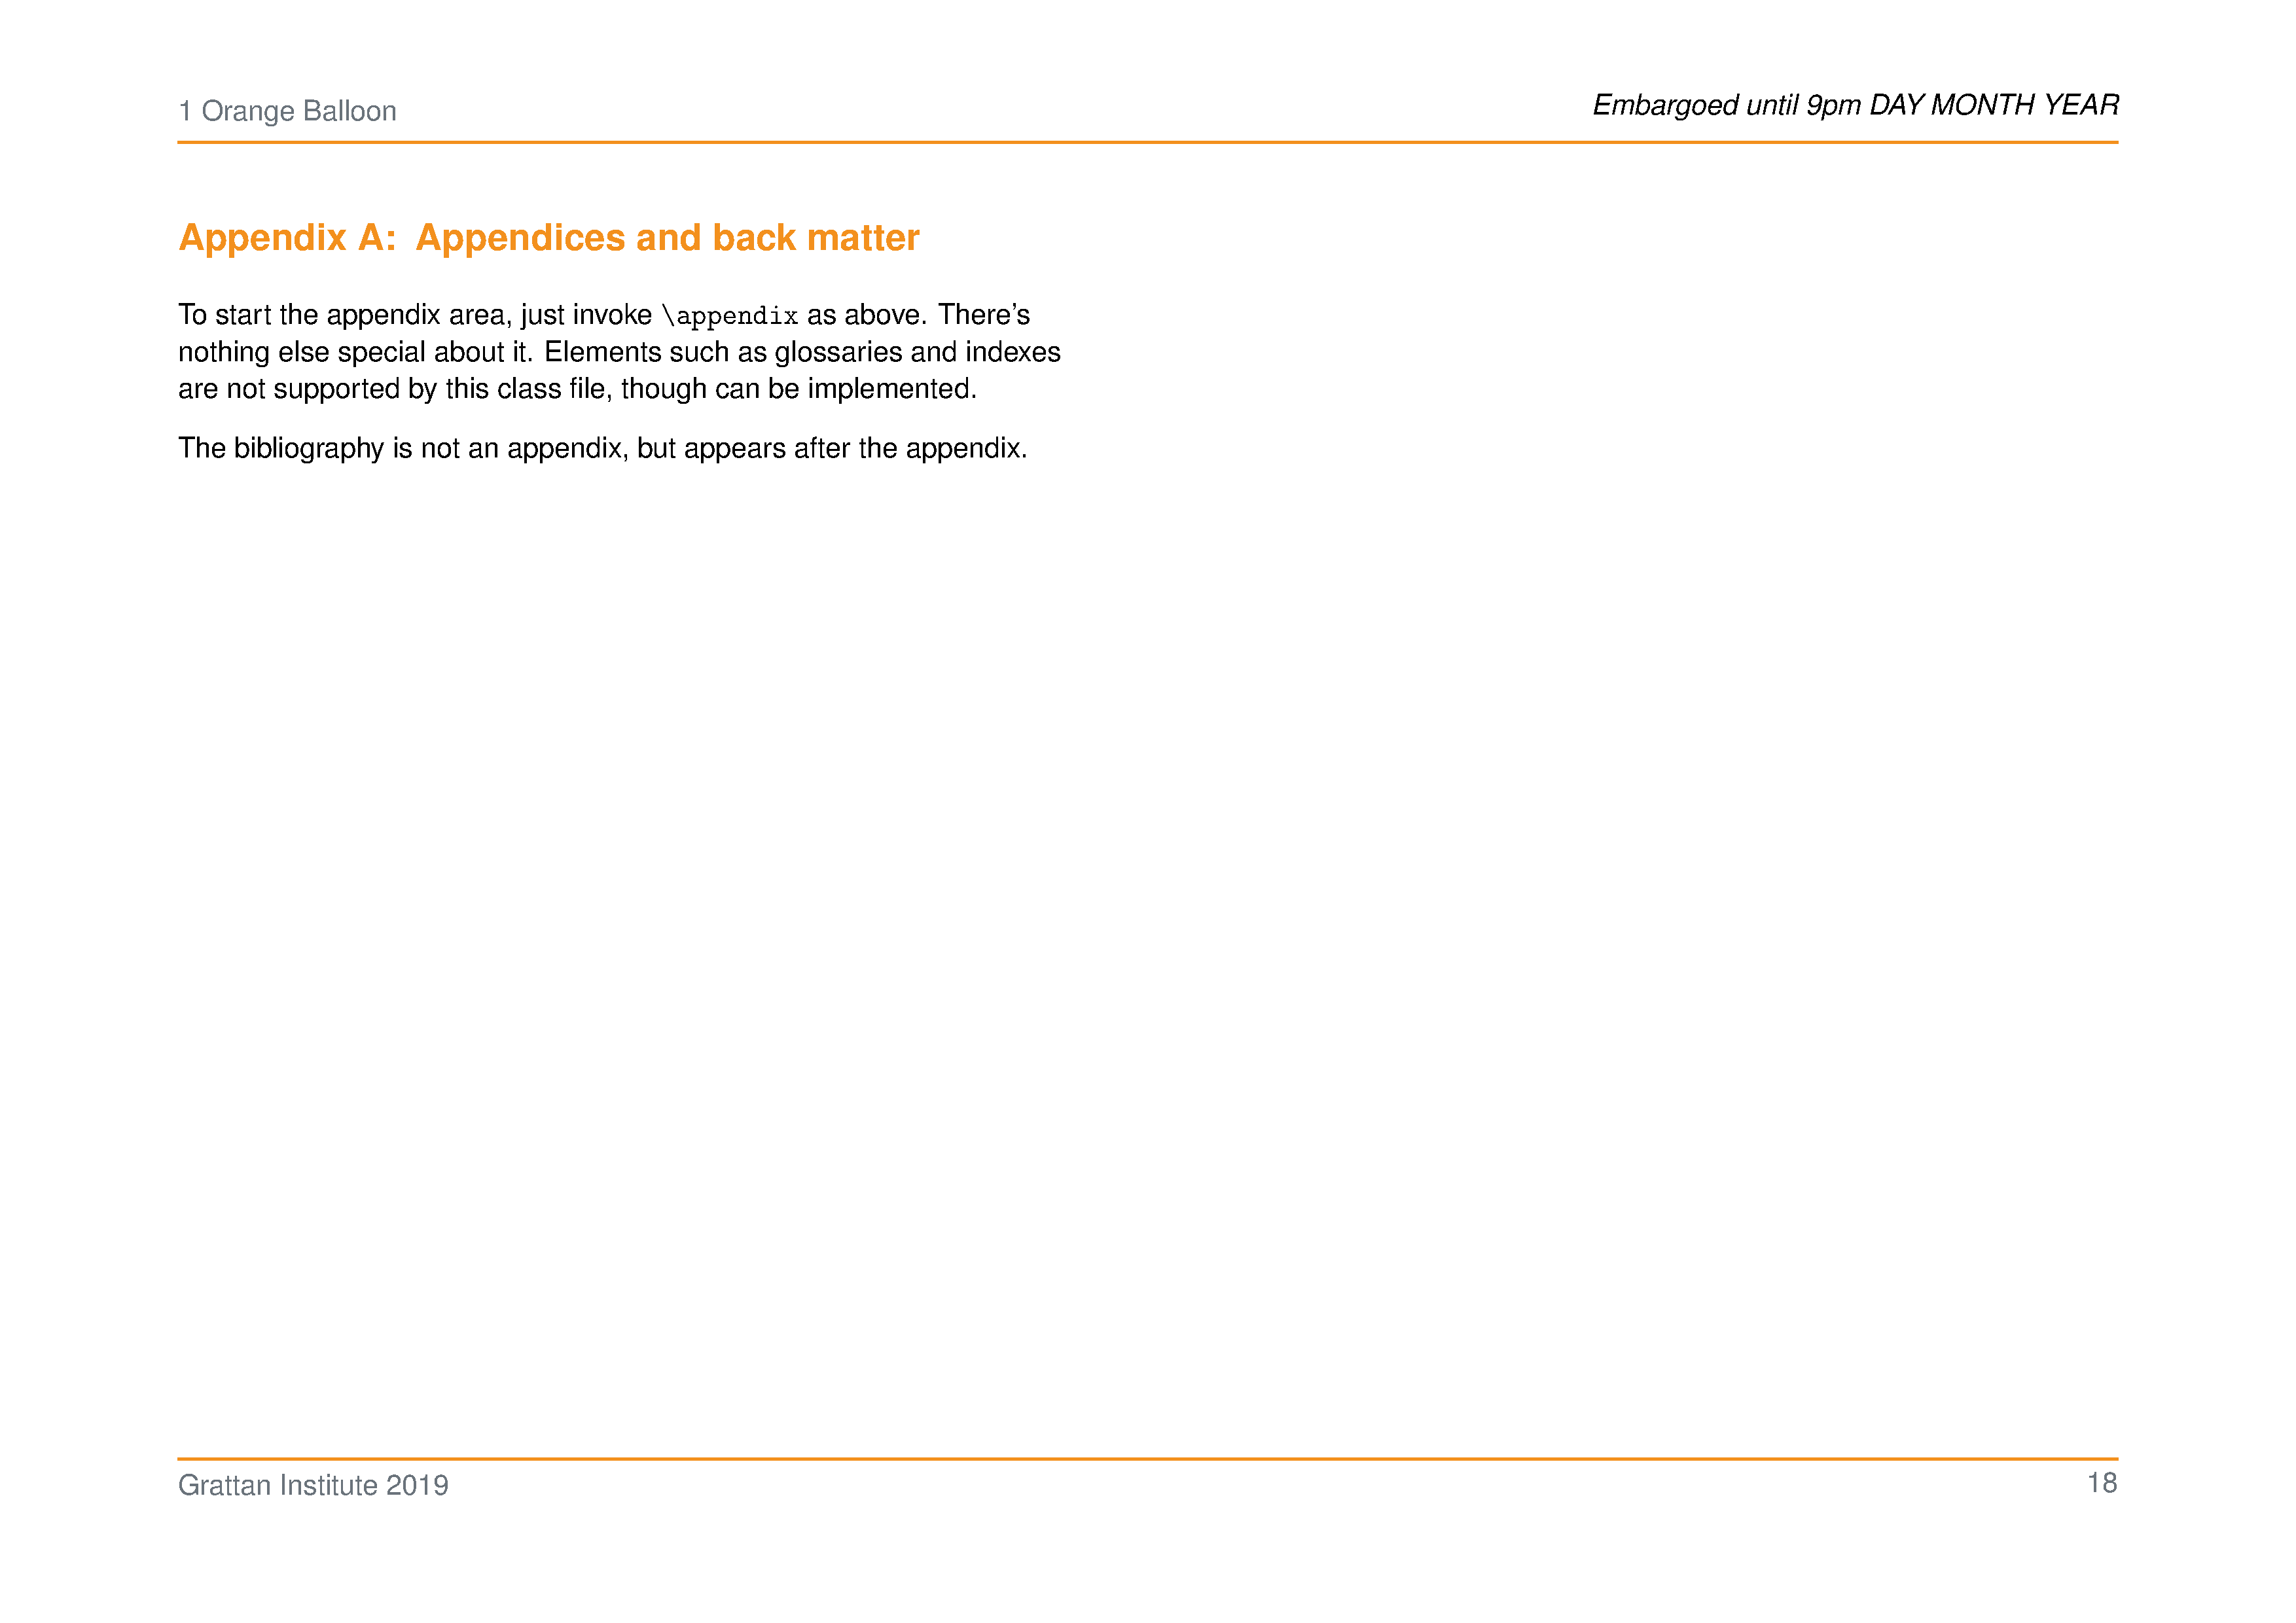 1 Orange Balloon
Embargoed until 9pm DAY MONTH YEAR
Appendix A: Appendices and back matter
To start the appendix area, just invoke \appendix as above. There’s
nothing else special about it. Elements such as glossaries and indexes
are not supported by this class file, though can be implemented.
The bibliography is not an appendix, but appears after the appendix.
Grattan Institute 2019
18